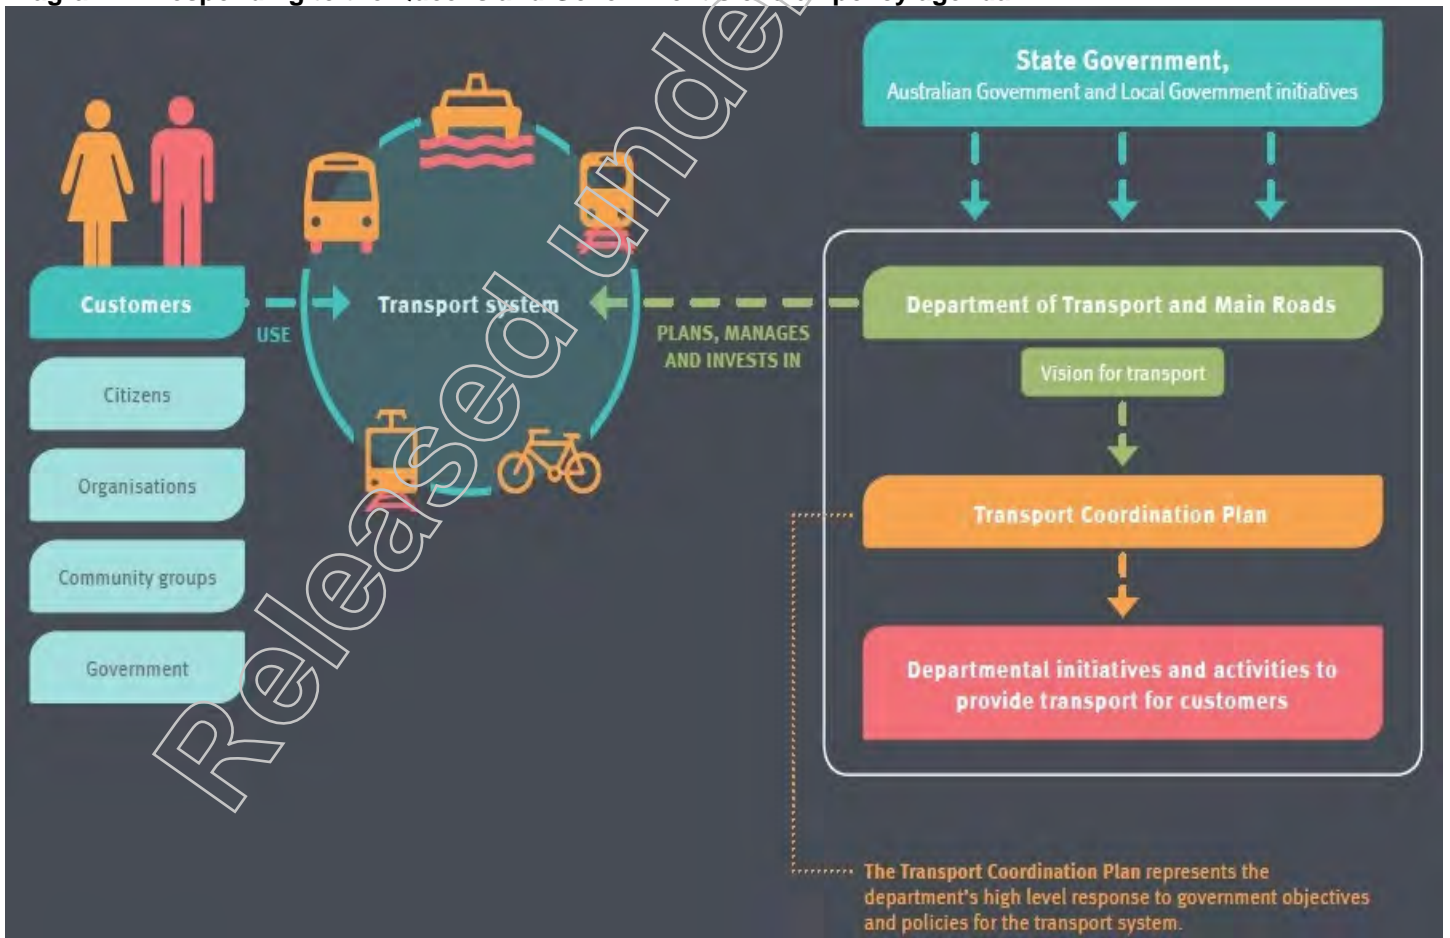 State Government,
Australian Government and Local Government initiatives
Customers
USE
Transport system
PLANS, MANAGES
AND INVESTS IN
Department of Transport and Main Roads
Vision for transport
Citizens
Organisations
Community groups
Government
Transport Coordination Plan
Departmental initiatives and activities to
provide transport for customers
The Transport Coordination Plan represents the
department's high level response to government objectives
and policies for the transport system.
Released under